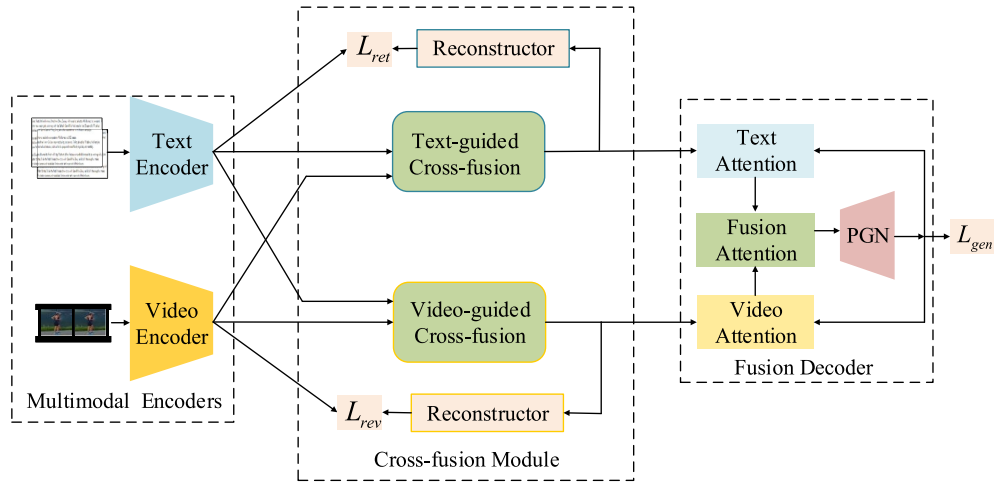 Text
Encoder
Video
Encoder
Multimodal Encoders
L_ret
Reconstructor
Text-guided
Cross-fusion
Video-guided
Cross-fusion
L_rev
Reconstructor
Cross-fusion Module
Text
Attention
Fusion
Attention
PGN
Video
Attention
Fusion Decoder
L_gen